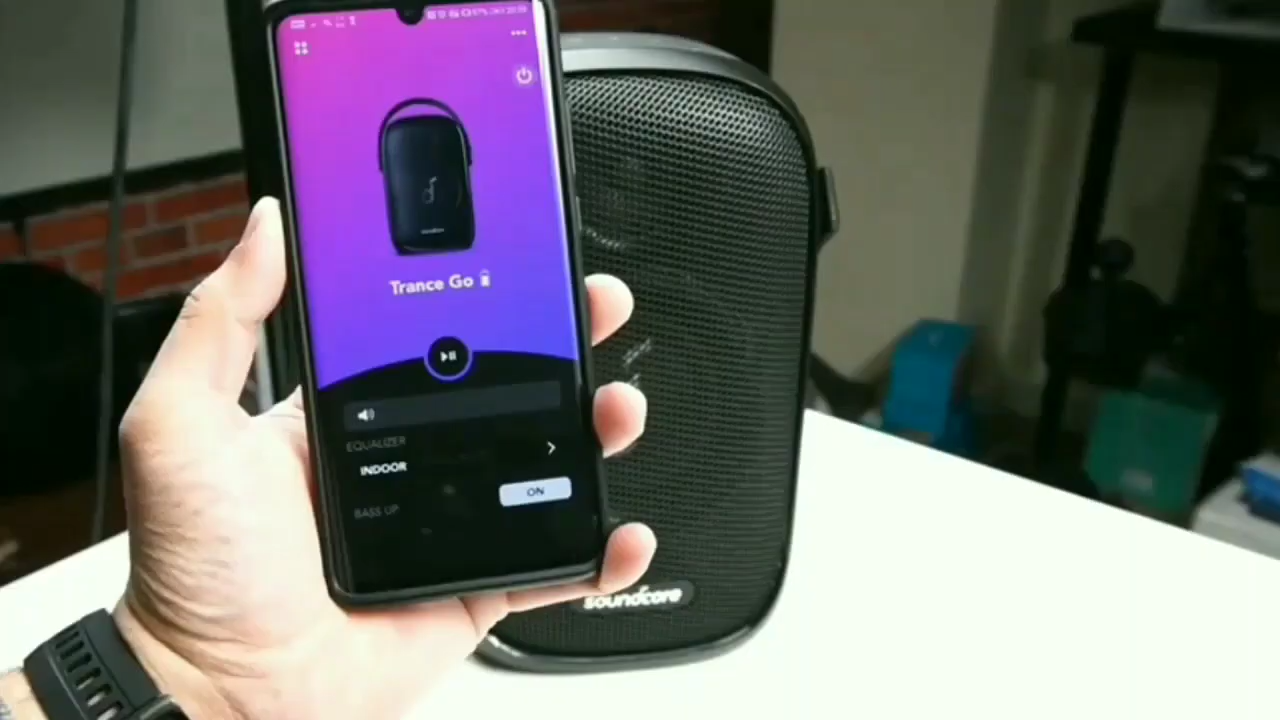 Trance Go
EQUALIZER
INDOOR
ON
BASS UP
soundcore